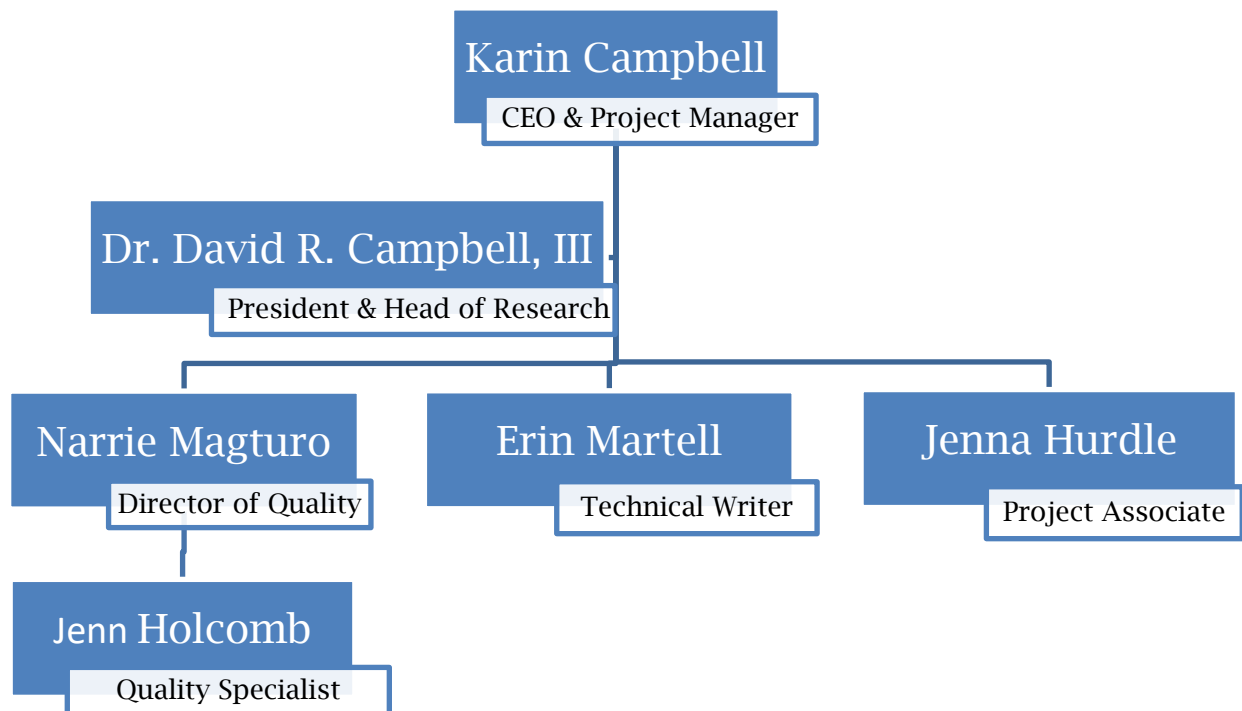 Karin Campbell
CEO & Project Manager
Dr. David R. Campbell, III
President & Head of Research
Narrie Magturo
Director of Quality
Erin Martell
Technical Writer
Jenna Hurdle
Project Associate
Jenn Holcomb
Quality Specialist